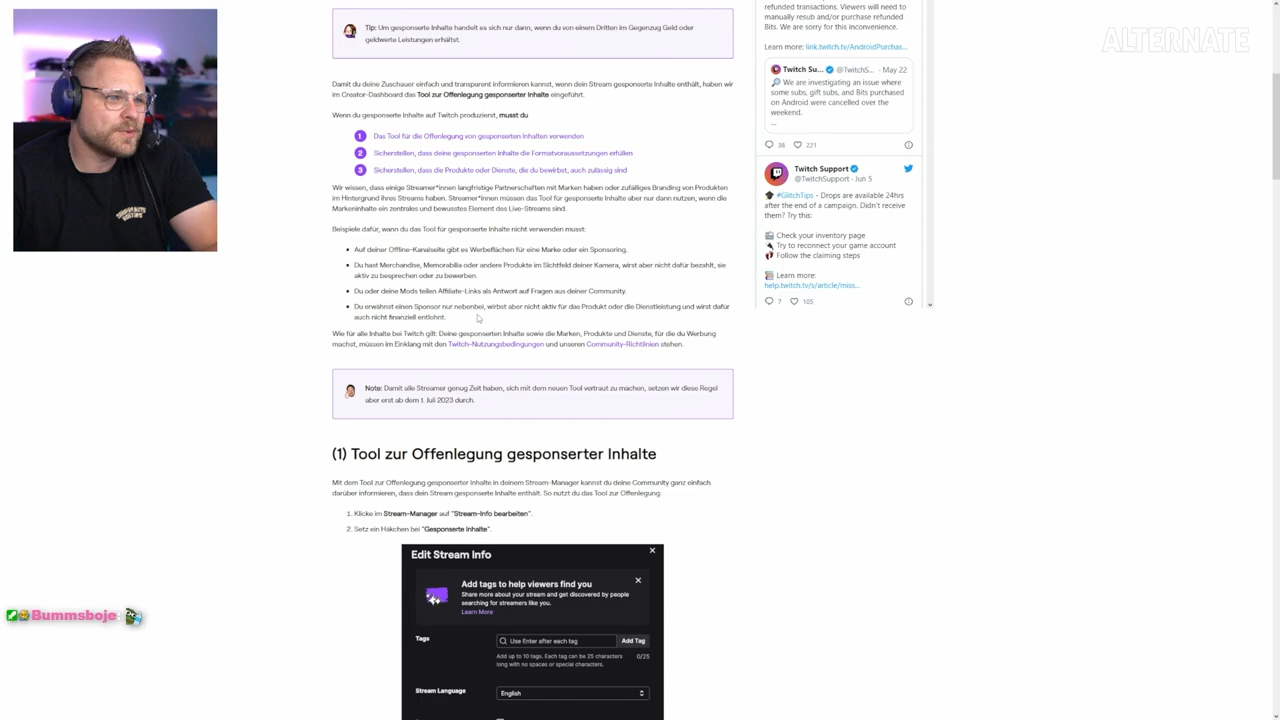 Tip: Um gesponserte Inhalte handelt es sich nur dann, wenn du von einem Dritten im Gegenzug Geld oder
geldwerte Leistungen erhältst.
Damit du deine Zuschauer einfach und transparent informieren kannst, wenn dein Stream gesponserte Inhalte enthält, haben wir
im Creator-Dashboard das Tool zur Offenlegung gesponserter Inhalte eingeführt.
Wenn du gesponserte Inhalte auf Twitch produzierst, musst du
1 Das Tool für die Offenlegung von gesponserten Inhalten verwenden
2 Sicherstellen, dass deine gesponserten Inhalte die Formatvoraussetzungen erfüllen
3 Sicherstellen, dass die Produkte oder Dienste, die du bewirbst, auch zulässig sind
Wir wissen, dass einige Streamer*innen langfristige Partnerschaften mit Marken haben oder zufälliges Branding von Produkten
im Hintergrund ihres Streams haben. Streamer*innen müssen das Tool für gesponserte Inhalte aber nur dann nutzen, wenn die
Markeninhalte ein zentrales und bewusstes Element des Live-Streams sind.
Beispiele dafür, wann du das Tool für gesponserte Inhalte nicht verwenden musst:
• Auf deiner Offline-Kanalseite gibt es Werbeflächen für eine Marke oder ein Sponsoring.
• Du hast Merchandise, Memorabilia oder andere Produkte im Sichtfeld deiner Kamera, wirst aber nicht dafür bezahlt, sie
aktiv zu besprechen oder zu bewerben.
• Du oder deine Mods teilen Affiliate-Links als Antwort auf Fragen aus deiner Community.
• Du erwähnst einen Sponsor nur nebenbei, wirbst aber nicht aktiv für das Produkt oder die Dienstleistung und wirst dafür
auch nicht finanziell entlohnt.
Wie für alle Inhalte bei Twitch gilt: Deine gesponserten Inhalte sowie die Marken, Produkte und Dienste, für die du Werbung
machst, müssen im Einklang mit den Twitch-Nutzungsbedingungen und unseren Community-Richtlinien stehen.
Note: Damit alle Streamer genug Zeit haben, sich mit dem neuen Tool vertraut zu machen, setzen wir diese Regel
aber erst ab dem 1. Juli 2023 durch.
(1) Tool zur Offenlegung gesponserter Inhalte
Mit dem Tool zur Offenlegung gesponserter Inhalte in deinem Stream-Manager kannst du deine Community ganz einfach
darüber informieren, dass dein Stream gesponserte Inhalte enthält. So nutzt du das Tool zur Offenlegung:
1. Klicke im Stream-Manager auf "Stream-Info bearbeiten".
2. Setz ein Häkchen bei "Gesponserte Inhalte".
Edit Stream Info
Add tags to help viewers find you
Share more about your stream and get discovered by people
searching for streamers like you.
Learn More
Tags
Use Enter after each tag
Add Tag
Add up to 10 tags. Each tag can be 25 characters
long with no spaces or special characters.
0/25
Stream Language
English
refunded transactions. Viewers will need to
manually resub and/or purchase refunded
Bits. We are sorry for this inconvenience.
Learn more: link.twitch.tv/AndroidPurchas...
Twitch Su... @TwitchS... · May 22
We are investigating an issue where
some subs, gift subs, and Bits purchased
on Android were cancelled over the
weekend.
...
36 221
Twitch Support
@TwitchSupport · Jun 5
#GlitchTips - Drops are available 24hrs
after the end of a campaign. Didn't receive
them? Try this:
Check your inventory page
Try to reconnect your game account
Follow the claiming steps
Learn more:
help.twitch.tv/s/article/miss...
7 105
ALTERNATE
Bummsboje: